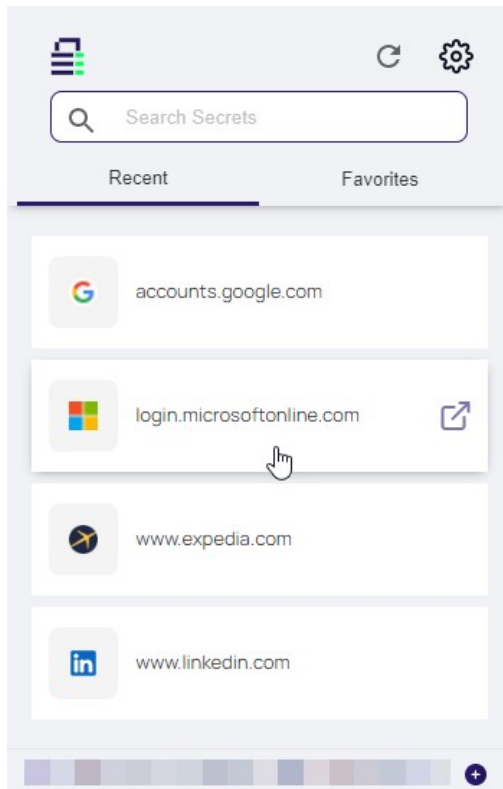 Search Secrets
Recent Favorites
accounts.google.com
login.microsoftonline.com
www.expedia.com
www.linkedin.com